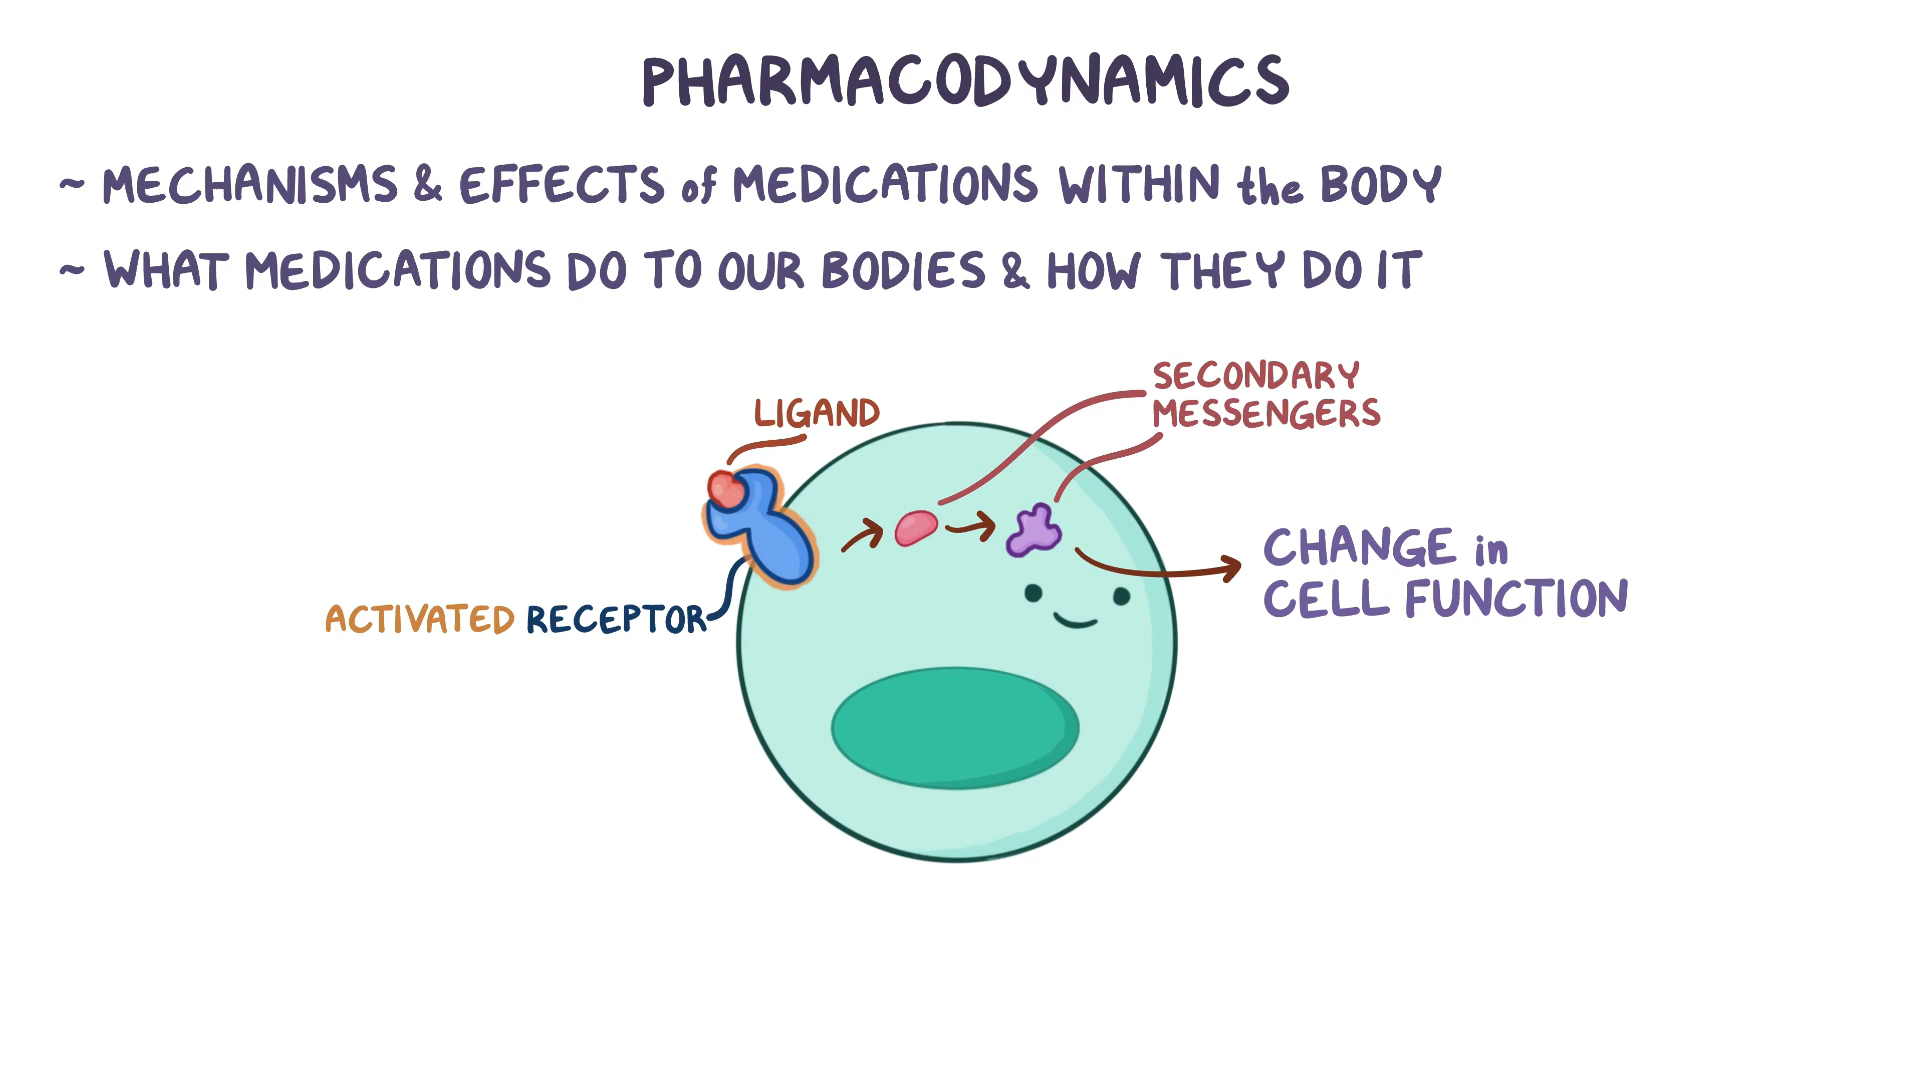 PHARMACODYNAMICS
~ MECHANISMS & EFFECTS of MEDICATIONS WITHIN the BODY
~ WHAT MEDICATIONS DO TO OUR BODIES & HOW THEY DO IT
SECONDARY
MESSENGERS
LIGAND
CHANGE in
CELL FUNCTION
ACTIVATED RECEPTOR